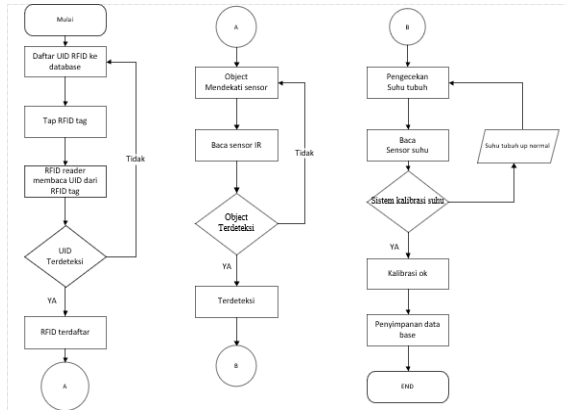 Mulai
Daftar UID RFID ke
database
Tap RFID tag
RFID reader
membaca UID dari
RFID tag
Tidak
UID
Terdeteksi
YA
RFID terdaftar
A
A
Object
Mendekati sensor
Baca sensor IR
Tidak
Object
Terdeteksi
YA
Terdeteksi
B
B
Pengecekan
Suhu tubuh
Baca
Sensor suhu
Suhu tubuh up normal
Sistem kalibrasi suhu
YA
Kalibrasi ok
Penyimpanan data
base
END